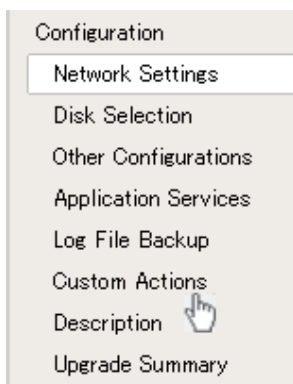 Configuration
Network Settings
Disk Selection
Other Configurations
Application Services
Log File Backup
Custom Actions
Description
Upgrade Summary